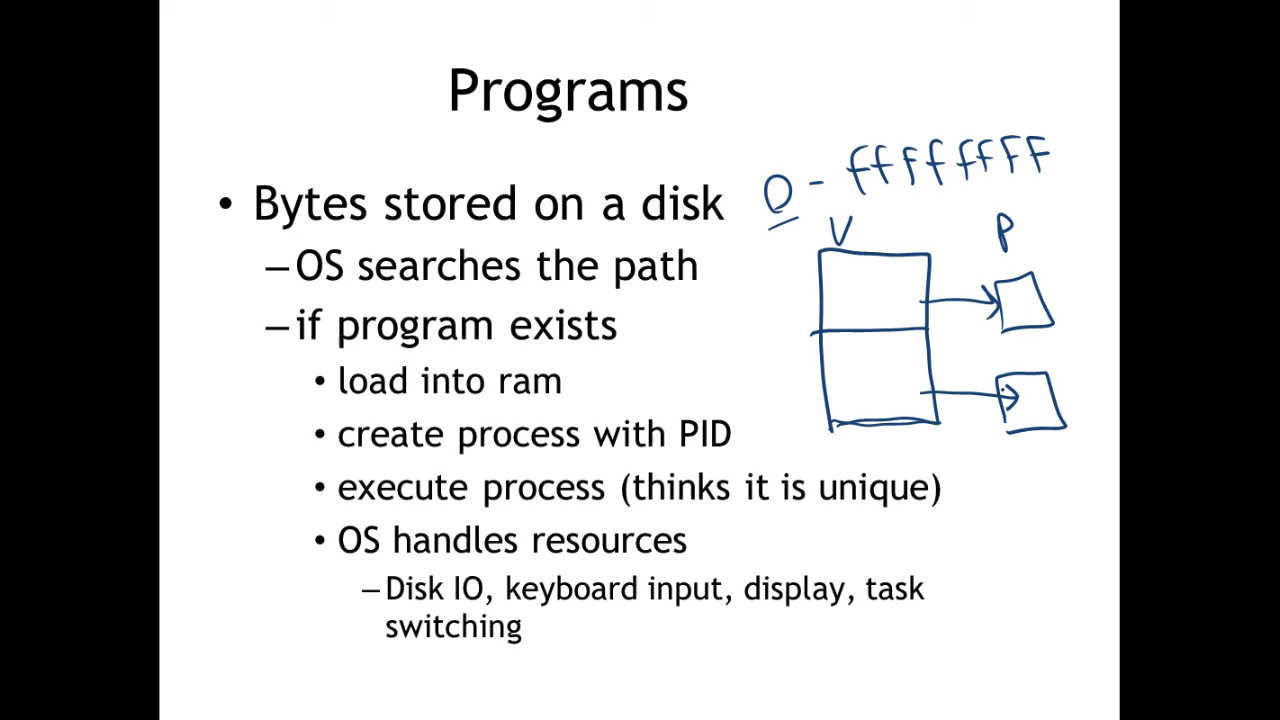 Programs
0 - ffffffff
• Bytes stored on a disk
V P
–OS searches the path
–if program exists
• load into ram
• create process with PID
• execute process (thinks it is unique)
• OS handles resources
–Disk IO, keyboard input, display, task
switching